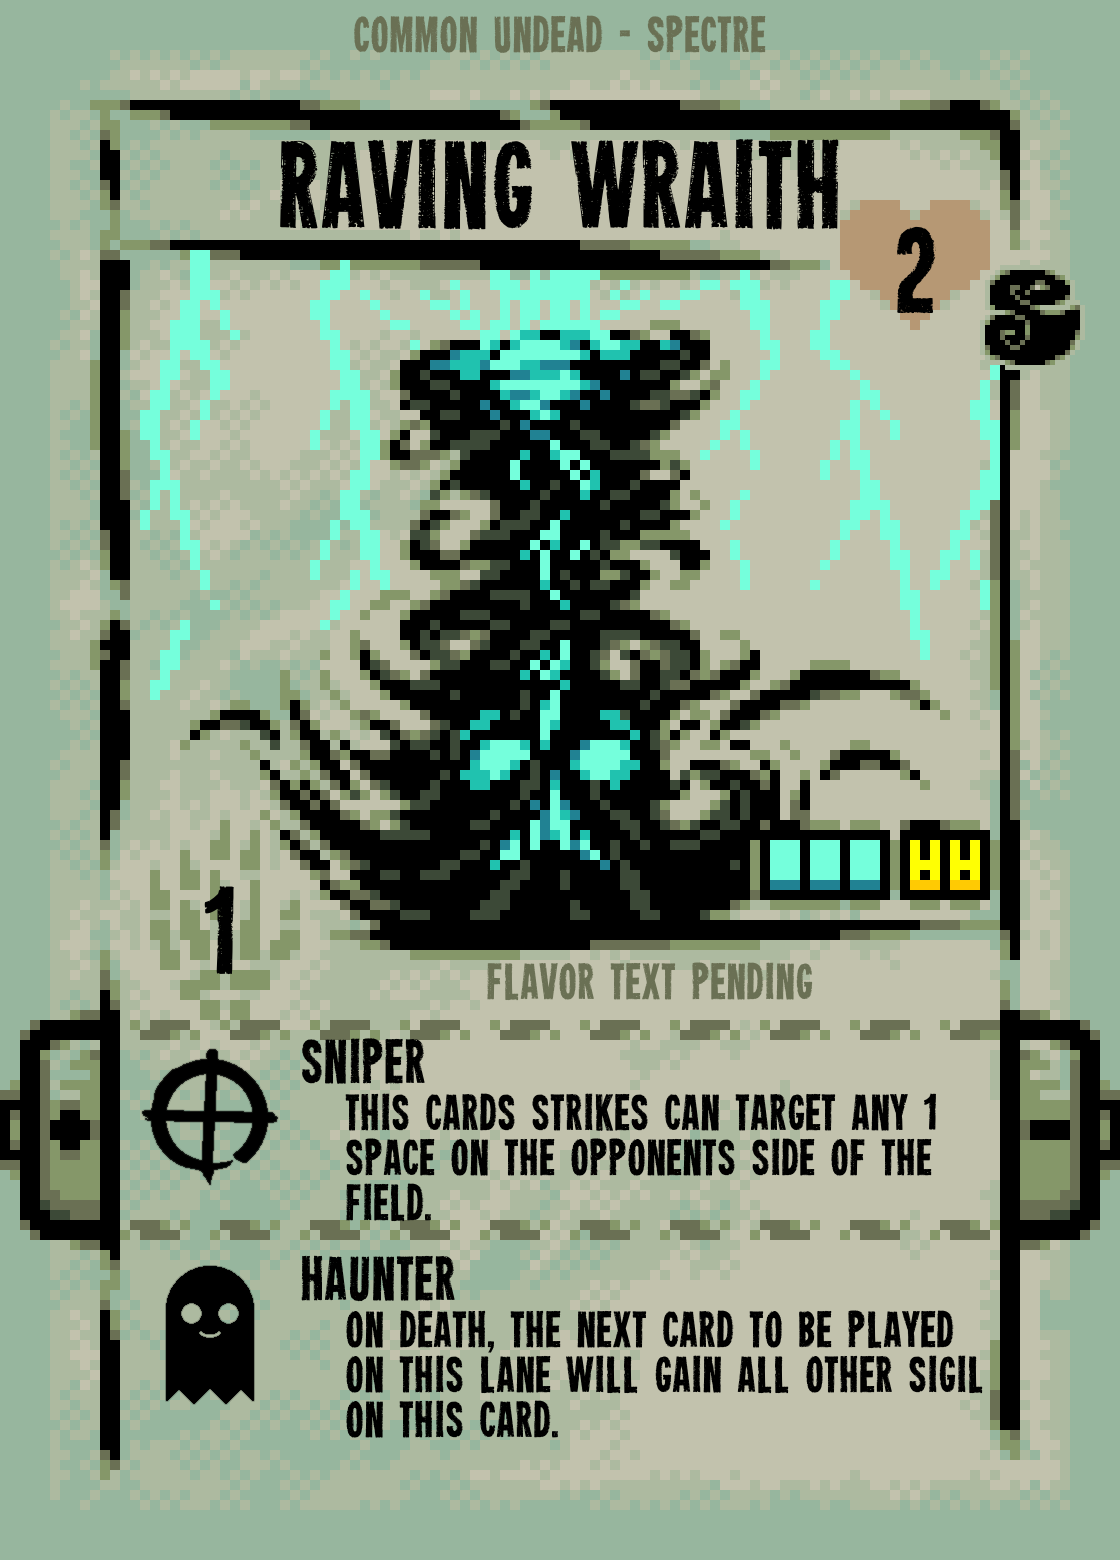 COMMON UNDEAD - SPECTRE
RAVING WRAITH
2
1
FLAVOR TEXT PENDING
SNIPER
THIS CARDS STRIKES CAN TARGET ANY 1
SPACE ON THE OPPONENTS SIDE OF THE
FIELD.
HAUNTER
ON DEATH, THE NEXT CARD TO BE PLAYED
ON THIS LANE WILL GAIN ALL OTHER SIGIL
ON THIS CARD.